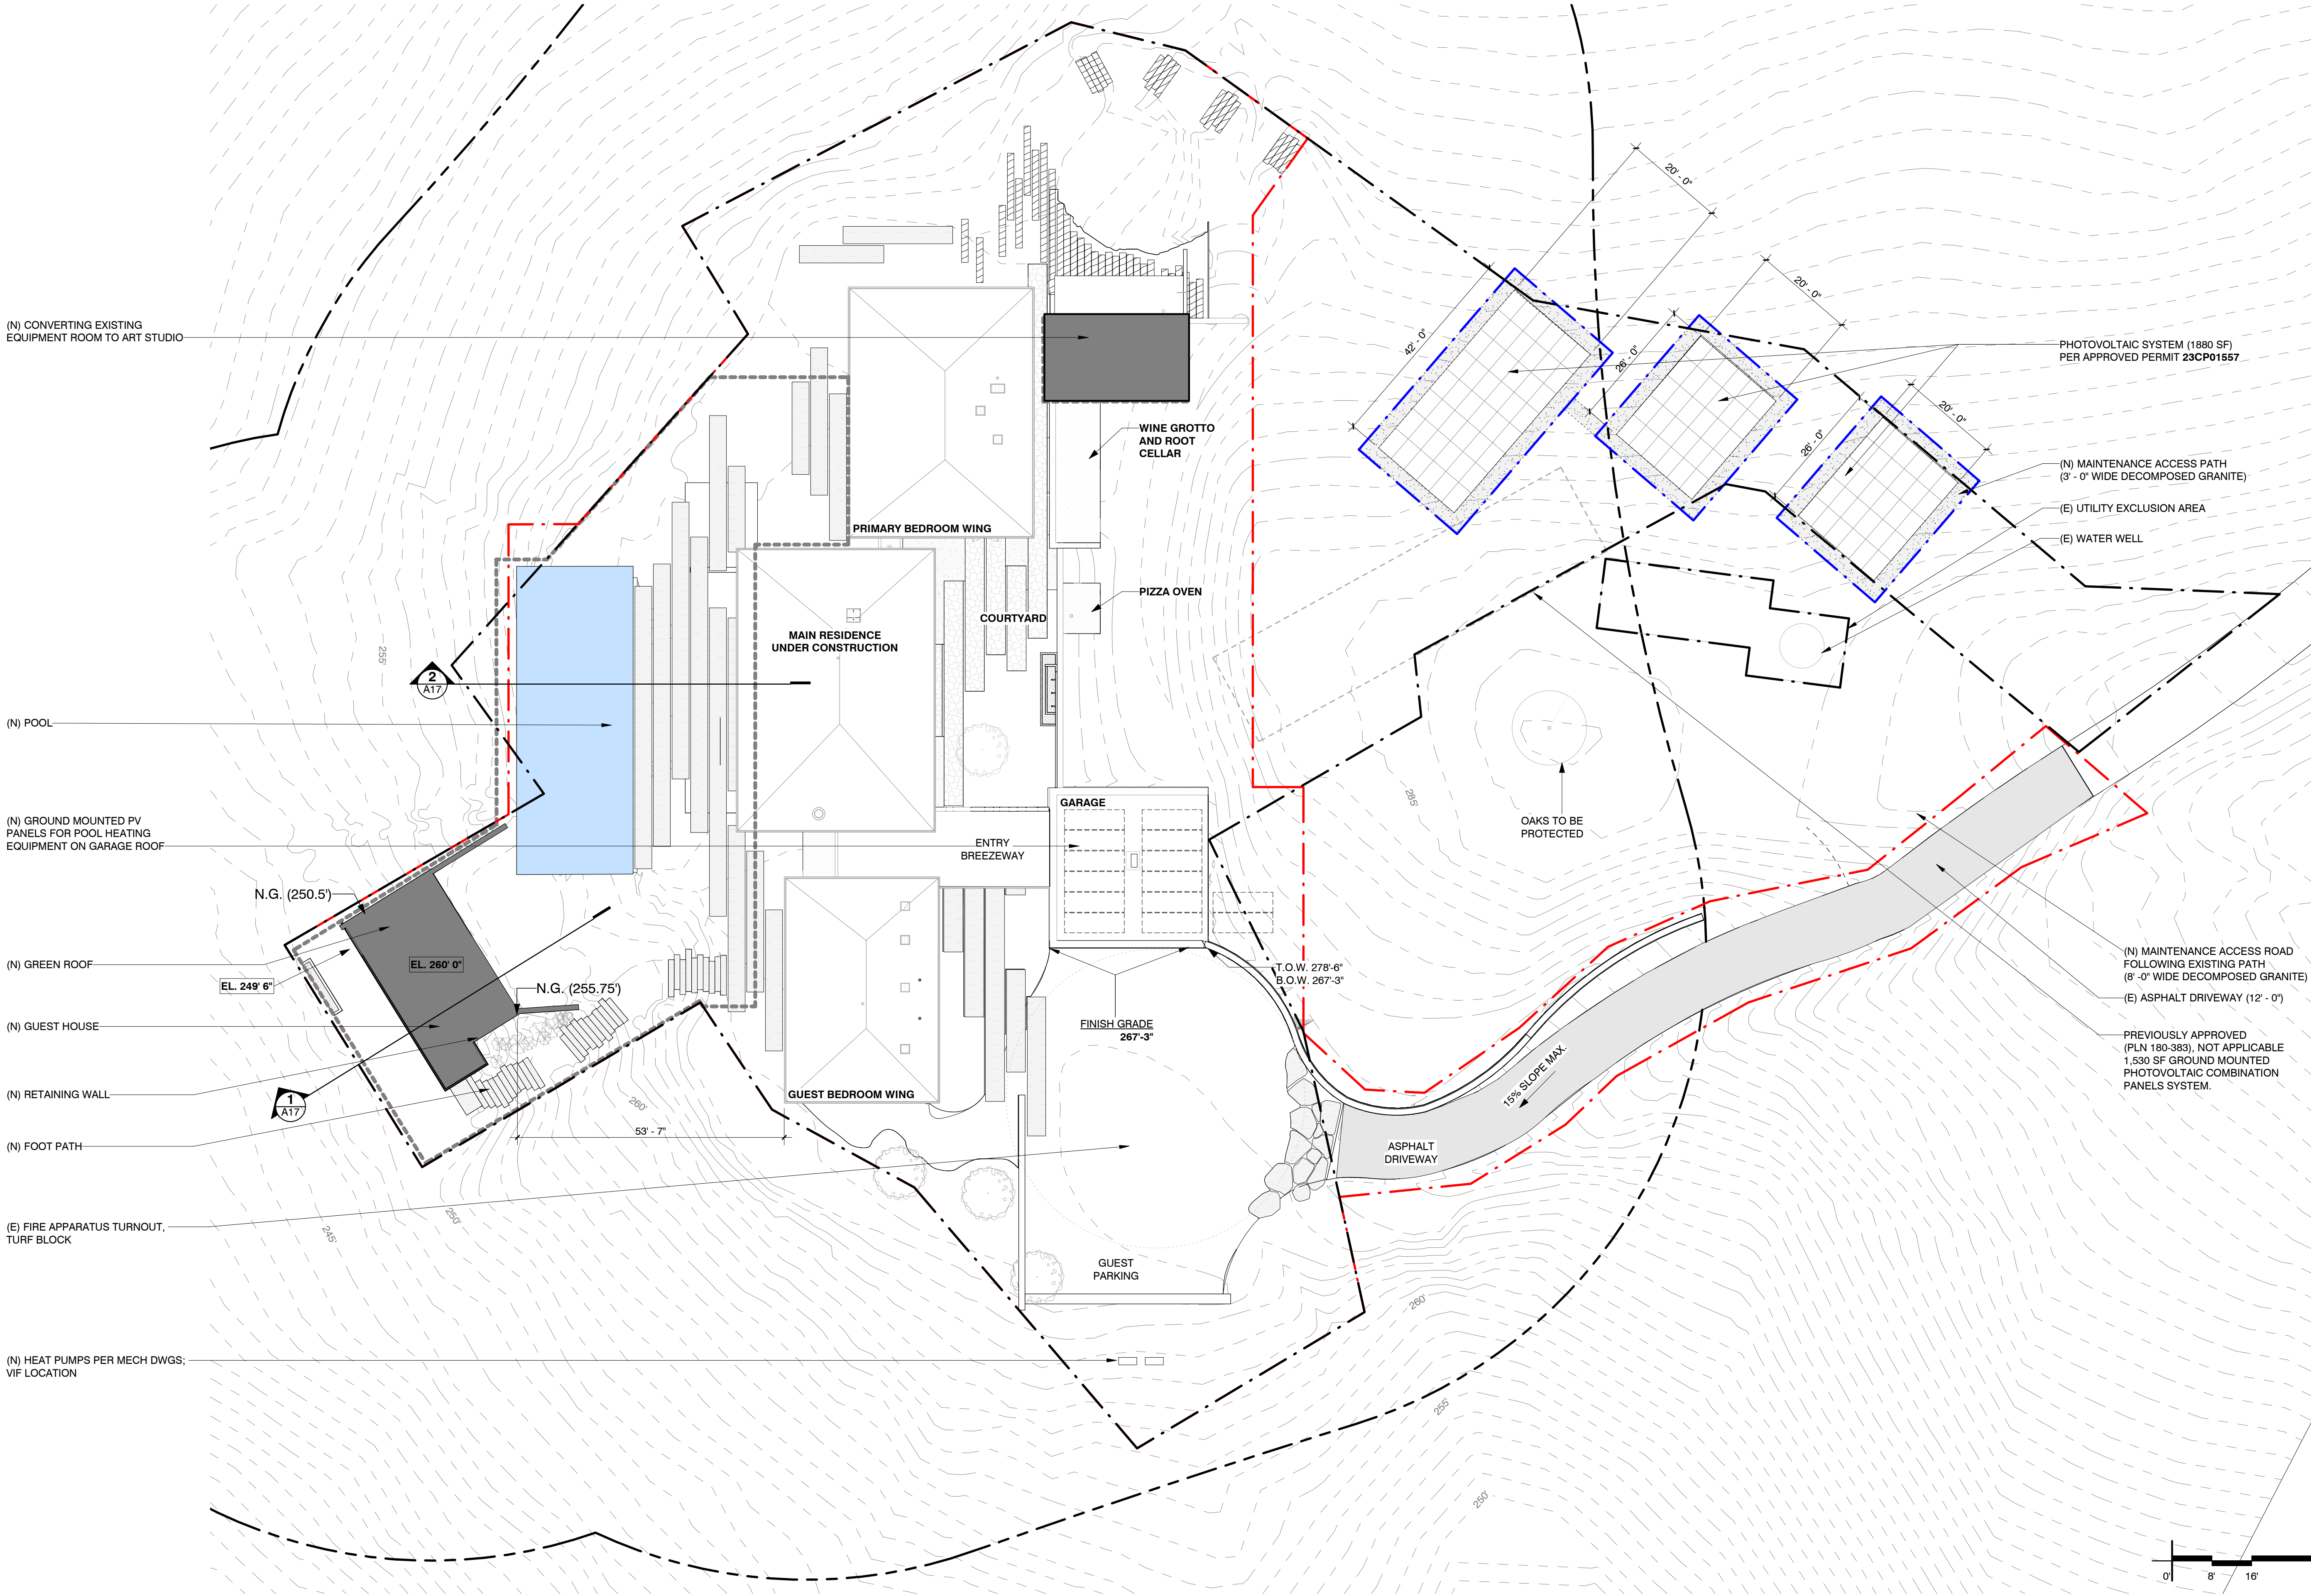 (N) CONVERTING EXISTING
EQUIPMENT ROOM TO ART STUDIO
(N) POOL
(N) GROUND MOUNTED PV
PANELS FOR POOL HEATING
EQUIPMENT ON GARAGE ROOF
(N) GREEN ROOF
(N) GUEST HOUSE
(N) RETAINING WALL
(N) FOOT PATH
(E) FIRE APPARATUS TURNOUT,
TURF BLOCK
(N) HEAT PUMPS PER MECH DWGS;
VIF LOCATION
255'
2
A17
N.G. (250.5')
EL. 260' 0"
EL. 249' 6"
N.G. (255.75')
1
A17
260'
53' - 7"
250'
245'
PRIMARY BEDROOM WING
MAIN RESIDENCE
UNDER CONSTRUCTION
COURTYARD
WINE GROTTO
AND ROOT
CELLAR
PIZZA OVEN
GARAGE
ENTRY
BREEZEWAY
GUEST BEDROOM WING
FINISH GRADE
267'-3"
T.O.W. 278'-6"
B.O.W. 267'-3"
GUEST
PARKING
ASPHALT
DRIVEWAY
15% SLOPE MAX.
OAKS TO BE
PROTECTED
285'
260'
255'
250'
20' - 0"
42' - 0"
20' - 0"
26' - 0"
20' - 0"
26' - 0"
PHOTOVOLTAIC SYSTEM (1880 SF)
PER APPROVED PERMIT 23CP01557
(N) MAINTENANCE ACCESS PATH
(3' - 0" WIDE DECOMPOSED GRANITE)
(E) UTILITY EXCLUSION AREA
(E) WATER WELL
(N) MAINTENANCE ACCESS ROAD
FOLLOWING EXISTING PATH
(8' -0" WIDE DECOMPOSED GRANITE)
(E) ASPHALT DRIVEWAY (12' - 0")
PREVIOUSLY APPROVED
(PLN 180-383), NOT APPLICABLE
1,530 SF GROUND MOUNTED
PHOTOVOLTAIC COMBINATION
PANELS SYSTEM.
0' 8' 16'